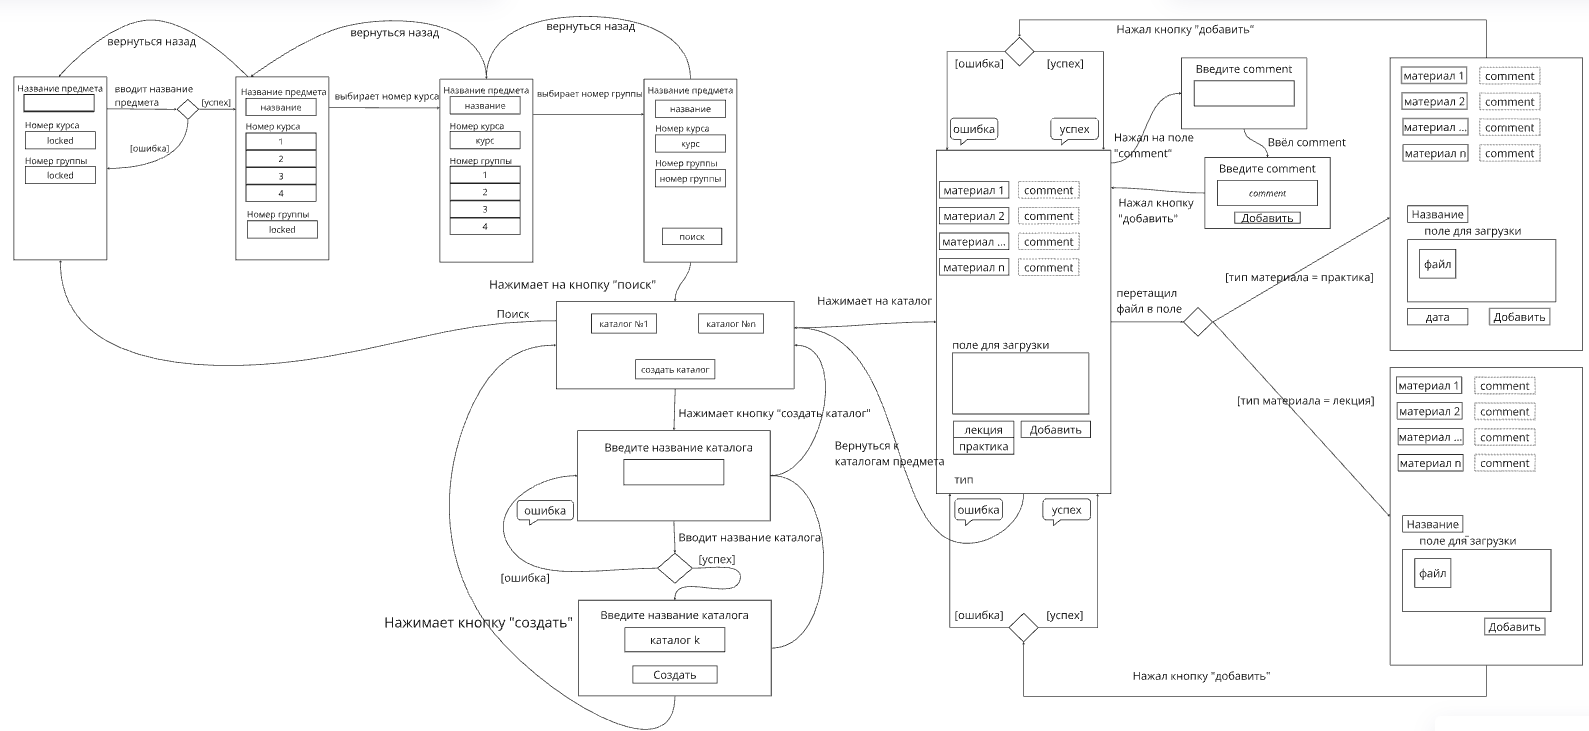 вернуться назад
вернуться назад
вернуться назад
Название предмета
Номер курса
locked
Номер группы
locked
вводит название
предмета
[успех]
[ошибка]
Название предмета
название
Номер курса
1
2
3
4
Номер группы
locked
выбирает номер курса
Название предмета
название
Номер курса
курс
Номер группы
1
2
3
4
выбирает номер группы
Название предмета
название
Номер курса
курс
Номер группы
номер группы
поиск
Нажимает на кнопку "поиск"
Поиск
каталог №1
каталог №n
создать каталог
Нажимает кнопку "создать каталог"
Введите название каталога
ошибка
Вводит название каталога
[успех]
[ошибка]
Введите название каталога
каталог k
Создать
Нажимает кнопку "создать"
Нажимает на каталог
Вернуться к
каталогам предмета
Нажал кнопку "добавить"
[ошибка]
[успех]
ошибка
успех
материал 1
comment
материал 2
comment
материал ...
comment
материал n
comment
поле для загрузки
лекция
Добавить
практика
тип
ошибка
успех
[ошибка]
[успех]
Нажал кнопку "добавить"
Введите comment
Нажал на поле
"comment"
Ввёл comment
Введите comment
comment
Добавить
Нажал кнопку
"добавить"
перетащил
файл в поле
[тип материала = практика]
[тип материала = лекция]
материал 1
comment
материал 2
comment
материал ...
comment
материал n
comment
Название
поле для загрузки
файл
дата
Добавить
материал 1
comment
материал 2
comment
материал ...
comment
материал n
comment
Название
поле для загрузки
файл
Добавить